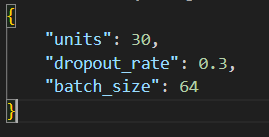 {
    "units": 30,
    "dropout_rate": 0.3,
    "batch_size": 64
}